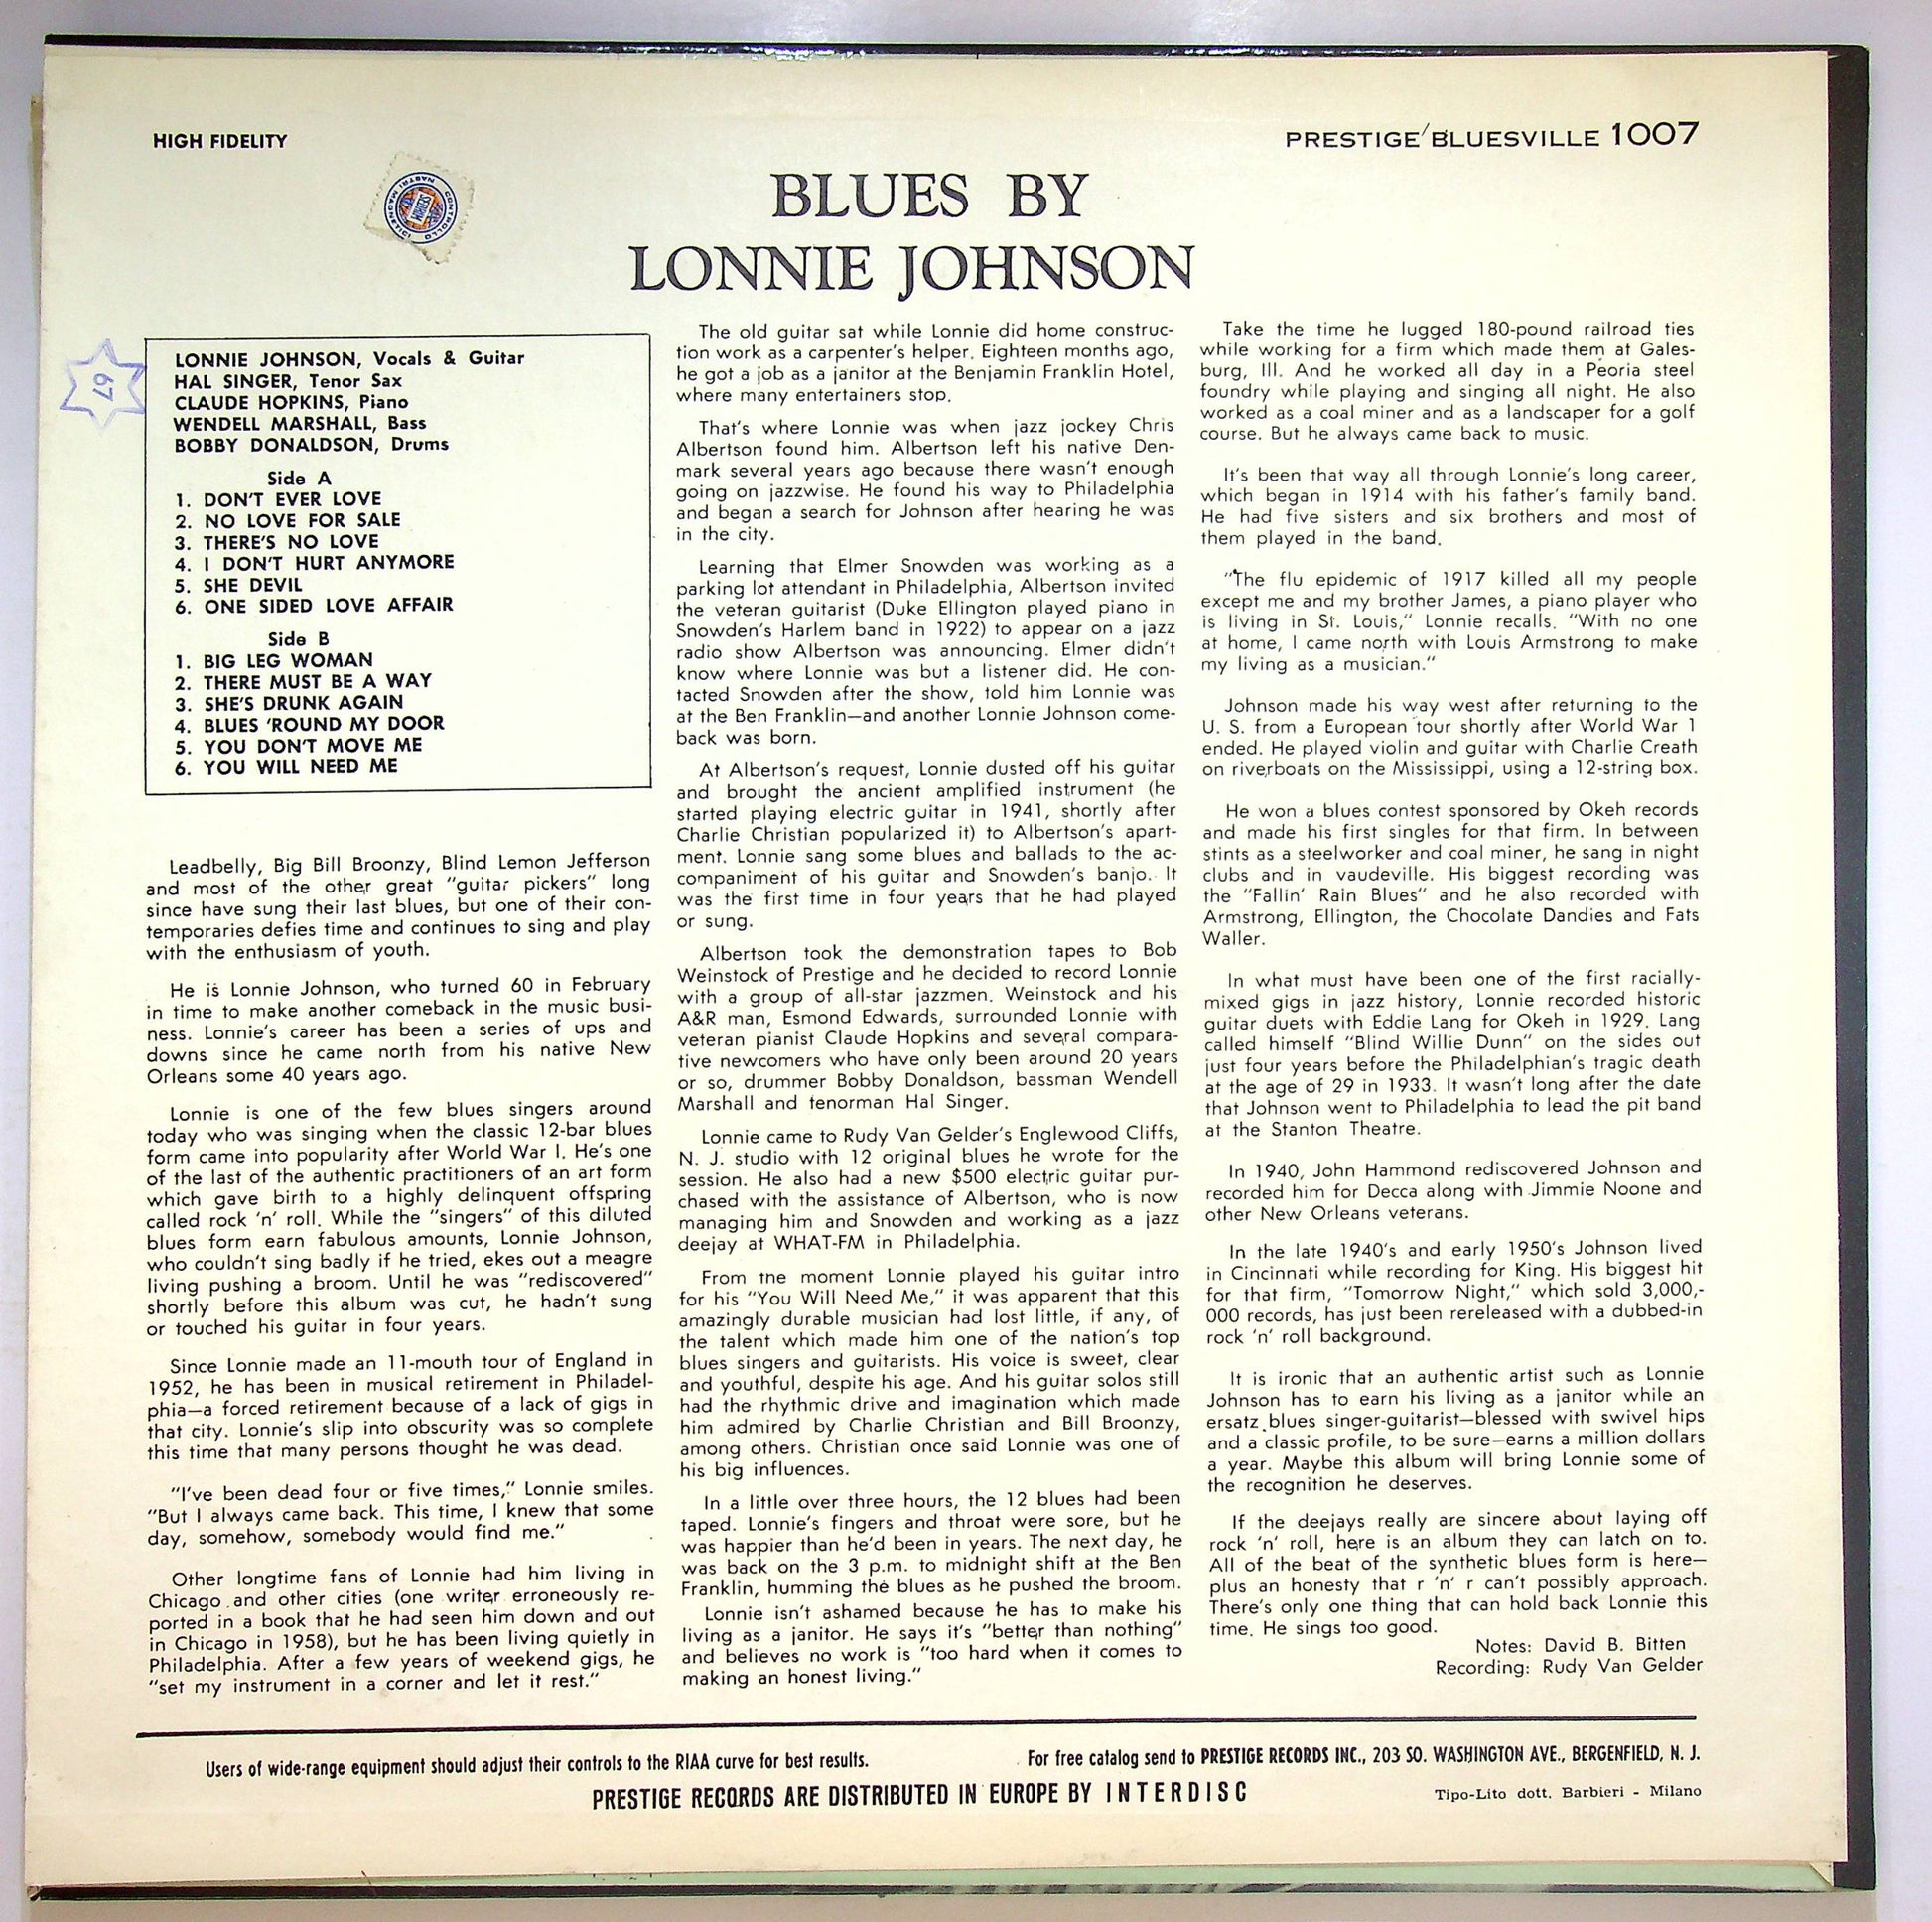 HIGH FIDELITY
PRESTIGE/BLUESVILLE 1007
BLUES BY
LONNIE JOHNSON
67
LONNIE JOHNSON, Vocals & Guitar
HAL SINGER, Tenor Sax
CLAUDE HOPKINS, Piano
WENDELL MARSHALL, Bass
BOBBY DONALDSON, Drums
Side A
1. DON'T EVER LOVE
2. NO LOVE FOR SALE
3. THERE'S NO LOVE
4. I DON'T HURT ANYMORE
5. SHE DEVIL
6. ONE SIDED LOVE AFFAIR
Side B
1. BIG LEG WOMAN
2. THERE MUST BE A WAY
3. SHE'S DRUNK AGAIN
4. BLUES 'ROUND MY DOOR
5. YOU DON'T MOVE ME
6. YOU WILL NEED ME
Leadbelly, Big Bill Broonzy, Blind Lemon Jefferson
and most of the other great "guitar pickers" long
since have sung their last blues, but one of their con-
temporaries defies time and continues to sing and play
with the enthusiasm of youth.
He is Lonnie Johnson, who turned 60 in February
in time to make another comeback in the music busi-
ness. Lonnie's career has been a series of ups and
downs since he came north from his native New
Orleans some 40 years ago.
Lonnie is one of the few blues singers around
today who was singing when the classic 12-bar blues
form came into popularity after World War I. He's one
of the last of the authentic practitioners of an art form
which gave birth to a highly delinquent offspring
called rock 'n' roll. While the "singers" of this diluted
blues form earn fabulous amounts, Lonnie Johnson,
who couldn't sing badly if he tried, ekes out a meagre
living pushing a broom. Until he was "rediscovered"
shortly before this album was cut, he hadn't sung
or touched his guitar in four years.
Since Lonnie made an 11-mouth tour of England in
1952, he has been in musical retirement in Philadel-
phia—a forced retirement because of a lack of gigs in
that city. Lonnie's slip into obscurity was so complete
this time that many persons thought he was dead.
"I've been dead four or five times," Lonnie smiles.
"But I always came back. This time, I knew that some
day, somehow, somebody would find me."
Other longtime fans of Lonnie had him living in
Chicago and other cities (one writer erroneously re-
ported in a book that he had seen him down and out
in Chicago in 1958), but he has been living quietly in
Philadelphia. After a few years of weekend gigs, he
"set my instrument in a corner and let it rest."
The old guitar sat while Lonnie did home construc-
tion work as a carpenter's helper. Eighteen months ago,
he got a job as a janitor at the Benjamin Franklin Hotel,
where many entertainers stop.
That's where Lonnie was when jazz jockey Chris
Albertson found him. Albertson left his native Den-
mark several years ago because there wasn't enough
going on jazzwise. He found his way to Philadelphia
and began a search for Johnson after hearing he was
in the city.
Learning that Elmer Snowden was working as a
parking lot attendant in Philadelphia, Albertson invited
the veteran guitarist (Duke Ellington played piano in
Snowden's Harlem band in 1922) to appear on a jazz
radio show Albertson was announcing. Elmer didn't
know where Lonnie was but a listener did. He con-
tacted Snowden after the show, told him Lonnie was
at the Ben Franklin—and another Lonnie Johnson come-
back was born.
At Albertson's request, Lonnie dusted off his guitar
and brought the ancient amplified instrument (he
started playing electric guitar in 1941, shortly after
Charlie Christian popularized it) to Albertson's apart-
ment. Lonnie sang some blues and ballads to the ac-
companiment of his guitar and Snowden's banjo. It
was the first time in four years that he had played
or sung.
Albertson took the demonstration tapes to Bob
Weinstock of Prestige and he decided to record Lonnie
with a group of all-star jazzmen. Weinstock and his
A&R man, Esmond Edwards, surrounded Lonnie with
veteran pianist Claude Hopkins and several compara-
tive newcomers who have only been around 20 years
or so, drummer Bobby Donaldson, bassman Wendell
Marshall and tenorman Hal Singer.
Lonnie came to Rudy Van Gelder's Englewood Cliffs,
N. J. studio with 12 original blues he wrote for the
session. He also had a new $500 electric guitar pur-
chased with the assistance of Albertson, who is now
managing him and Snowden and working as a jazz
deejay at WHAT-FM in Philadelphia.
From the moment Lonnie played his guitar intro
for his "You Will Need Me," it was apparent that this
amazingly durable musician had lost little, if any, of
the talent which made him one of the nation's top
blues singers and guitarists. His voice is sweet, clear
and youthful, despite his age. And his guitar solos still
had the rhythmic drive and imagination which made
him admired by Charlie Christian and Bill Broonzy,
among others. Christian once said Lonnie was one of
his big influences.
In a little over three hours, the 12 blues had been
taped. Lonnie's fingers and throat were sore, but he
was happier than he'd been in years. The next day, he
was back on the 3 p.m. to midnight shift at the Ben
Franklin, humming the blues as he pushed the broom.
Lonnie isn't ashamed because he has to make his
living as a janitor. He says it's "better than nothing"
and believes no work is "too hard when it comes to
making an honest living."
Take the time he lugged 180-pound railroad ties
while working for a firm which made them at Gales-
burg, Ill. And he worked all day in a Peoria steel
foundry while playing and singing all night. He also
worked as a coal miner and as a landscaper for a golf
course. But he always came back to music.
It's been that way all through Lonnie's long career,
which began in 1914 with his father's family band.
He had five sisters and six brothers and most of
them played in the band.
"The flu epidemic of 1917 killed all my people
except me and my brother James, a piano player who
is living in St. Louis," Lonnie recalls. "With no one
at home, I came north with Louis Armstrong to make
my living as a musician."
Johnson made his way west after returning to the
U. S. from a European tour shortly after World War 1
ended. He played violin and guitar with Charlie Creath
on riverboats on the Mississippi, using a 12-string box.
He won a blues contest sponsored by Okeh records
and made his first singles for that firm. In between
stints as a steelworker and coal miner, he sang in night
clubs and in vaudeville. His biggest recording was
the "Fallin' Rain Blues" and he also recorded with
Armstrong, Ellington, the Chocolate Dandies and Fats
Waller.
In what must have been one of the first racially-
mixed gigs in jazz history, Lonnie recorded historic
guitar duets with Eddie Lang for Okeh in 1929. Lang
called himself "Blind Willie Dunn" on the sides out
just four years before the Philadelphian's tragic death
at the age of 29 in 1933. It wasn't long after the date
that Johnson went to Philadelphia to lead the pit band
at the Stanton Theatre.
In 1940, John Hammond rediscovered Johnson and
recorded him for Decca along with Jimmie Noone and
other New Orleans veterans.
In the late 1940's and early 1950's Johnson lived
in Cincinnati while recording for King. His biggest hit
for that firm, "Tomorrow Night," which sold 3,000,-
000 records, has just been rereleased with a dubbed-in
rock 'n' roll background.
It is ironic that an authentic artist such as Lonnie
Johnson has to earn his living as a janitor while an
ersatz blues singer-guitarist—blessed with swivel hips
and a classic profile, to be sure—earns a million dollars
a year. Maybe this album will bring Lonnie some of
the recognition he deserves.
If the deejays really are sincere about laying off
rock 'n' roll, here is an album they can latch on to.
All of the beat of the synthetic blues form is here—
plus an honesty that r 'n' r can't possibly approach.
There's only one thing that can hold back Lonnie this
time. He sings too good.
Notes: David B. Bitten
Recording: Rudy Van Gelder
Users of wide-range equipment should adjust their controls to the RIAA curve for best results.
For free catalog send to PRESTIGE RECORDS INC., 203 SO. WASHINGTON AVE., BERGENFIELD, N. J.
PRESTIGE RECORDS ARE DISTRIBUTED IN EUROPE BY INTERDISC
Tipo-Lito dott. Barbieri - Milano